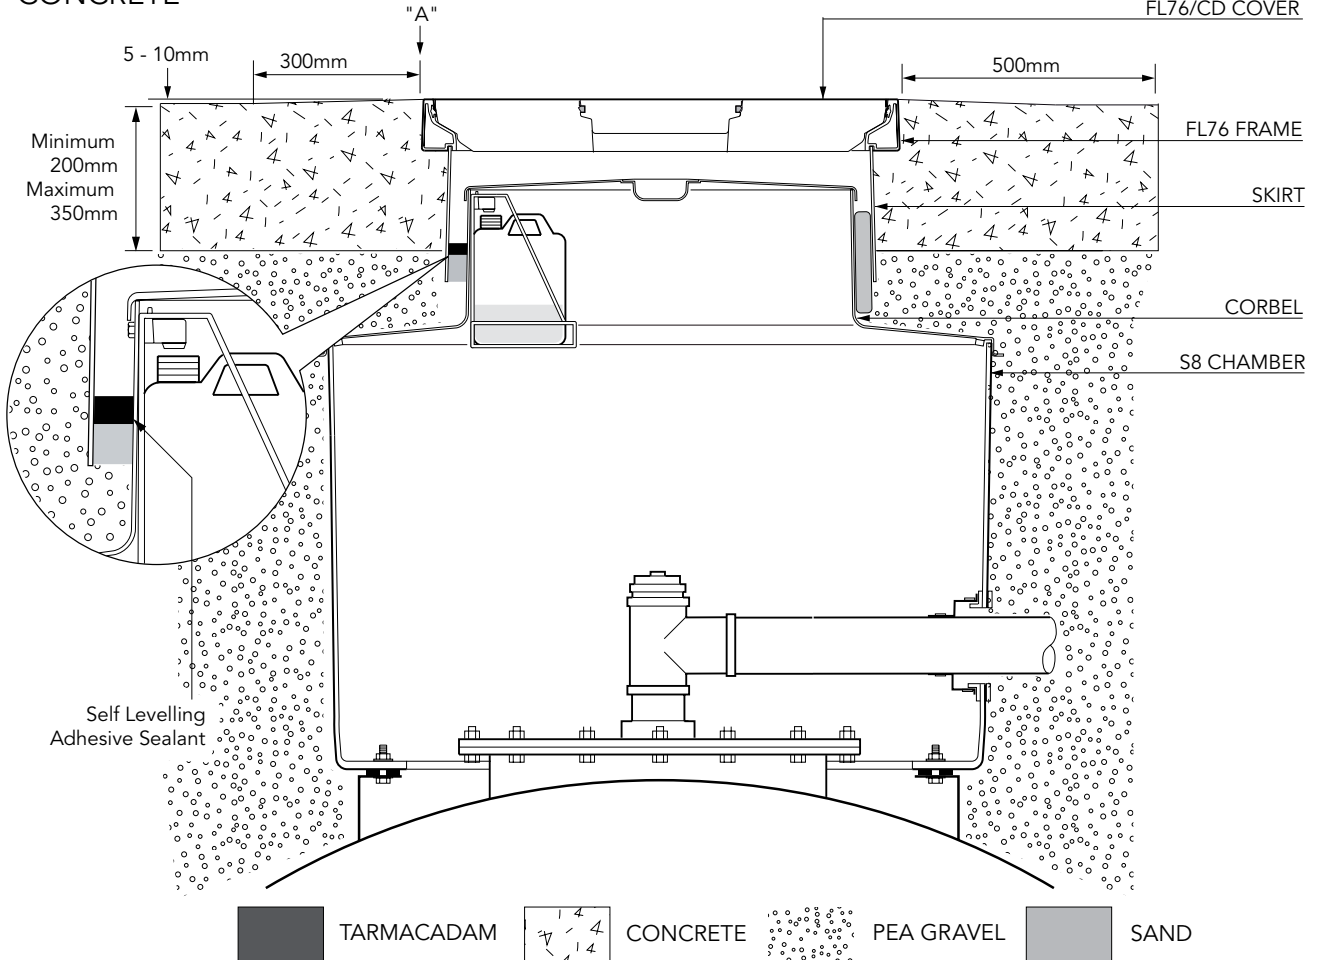 CONCRETE
"A"
FL76/CD COVER
5 - 10mm
300mm
500mm
Minimum
200mm
Maximum
350mm
FL76 FRAME
SKIRT
CORBEL
S8 CHAMBER
Self Levelling
Adhesive Sealant
TARMACADAM
CONCRETE
PEA GRAVEL
SAND